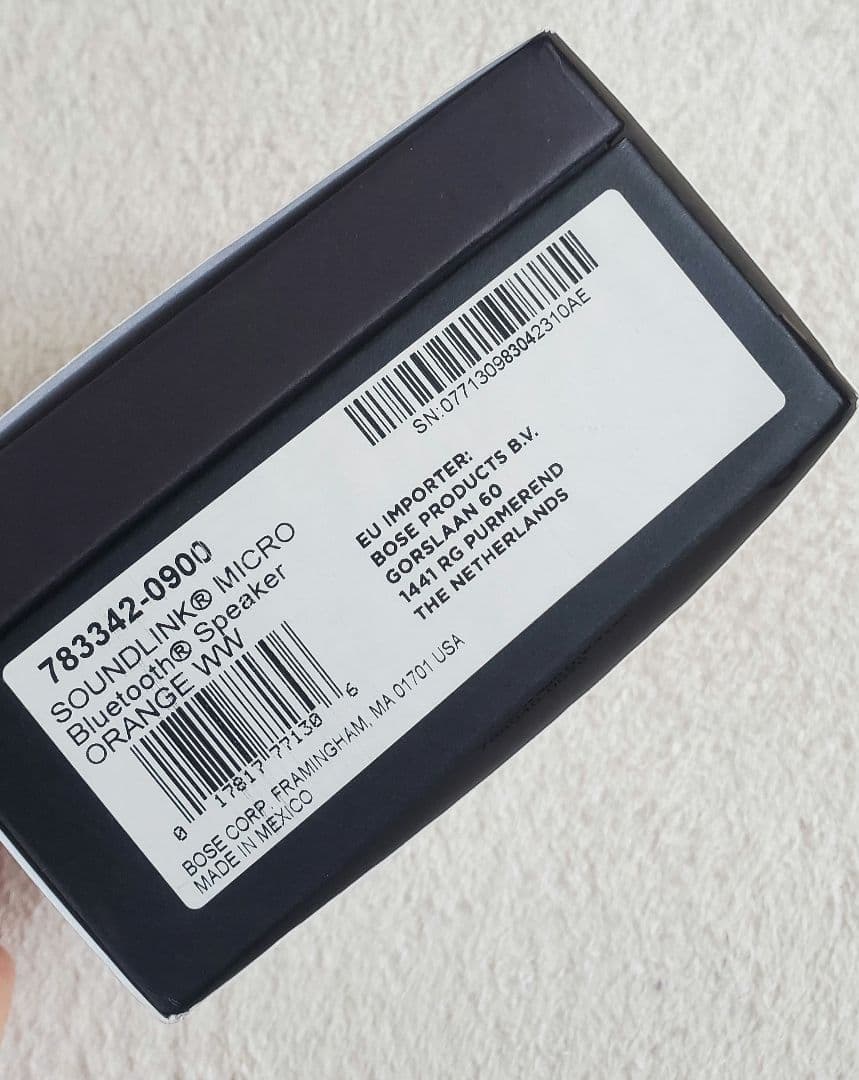 SN:077130983042310AE
EU IMPORTER:
BOSE PRODUCTS B.V.
GORSLAAN 60
1441 RG PURMEREND
THE NETHERLANDS
783342-0900
SOUNDLINK® MICRO
Bluetooth® Speaker
ORANGE WW
0 17817 77130 6
BOSE CORP. FRAMINGHAM, MA 01701 USA
MADE IN MEXICO